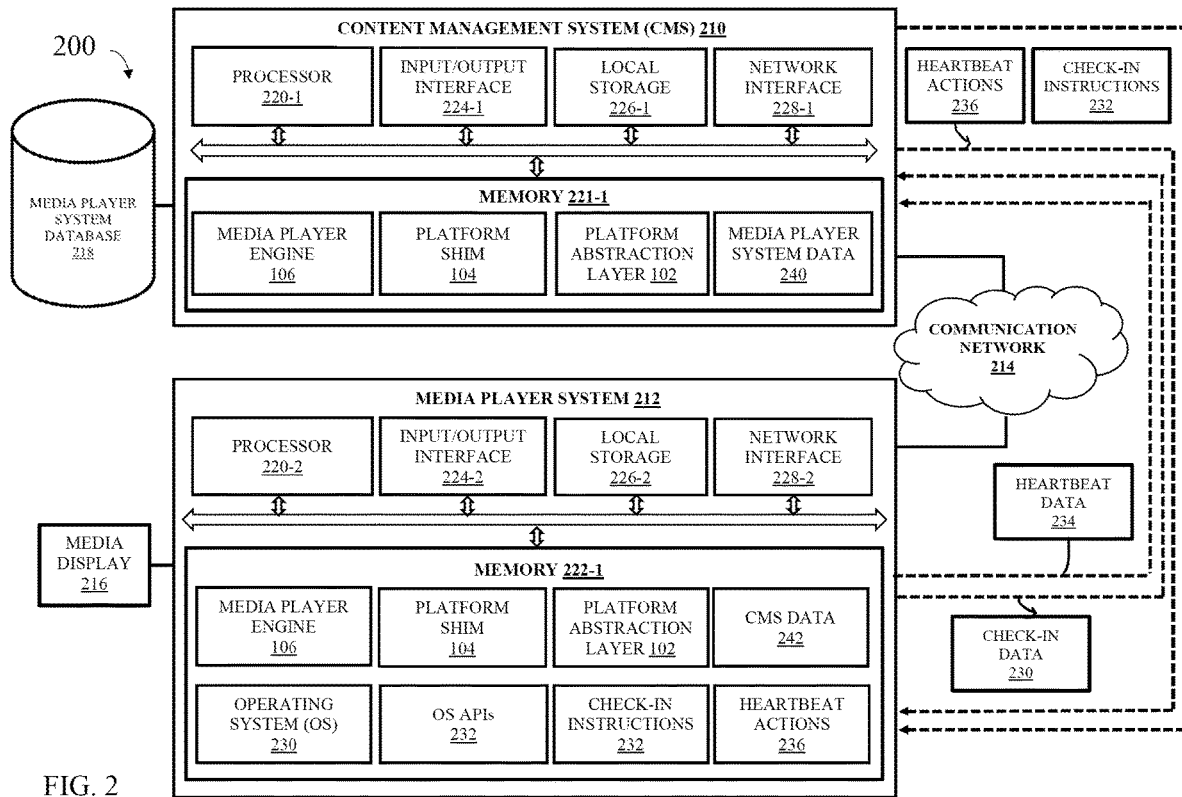 200
CONTENT MANAGEMENT SYSTEM (CMS) 210
PROCESSOR
220-1
INPUT/OUTPUT
INTERFACE
224-1
LOCAL
STORAGE
226-1
NETWORK
INTERFACE
228-1
HEARTBEAT
ACTIONS
236
CHECK-IN
INSTRUCTIONS
232
MEDIA PLAYER
SYSTEM
DATABASE
218
MEMORY 221-1
MEDIA PLAYER
ENGINE
106
PLATFORM
SHIM
104
PLATFORM
ABSTRACTION
LAYER 102
MEDIA PLAYER
SYSTEM DATA
240
COMMUNICATION
NETWORK
214
MEDIA PLAYER SYSTEM 212
PROCESSOR
220-2
INPUT/OUTPUT
INTERFACE
224-2
LOCAL
STORAGE
226-2
NETWORK
INTERFACE
228-2
HEARTBEAT
DATA
234
MEDIA
DISPLAY
216
MEMORY 222-1
MEDIA PLAYER
ENGINE
106
PLATFORM
SHIM
104
PLATFORM
ABSTRACTION
LAYER 102
CMS DATA
242
CHECK-IN
DATA
230
OPERATING
SYSTEM (OS)
230
OS APIs
232
CHECK-IN
INSTRUCTIONS
232
HEARTBEAT
ACTIONS
236
FIG. 2